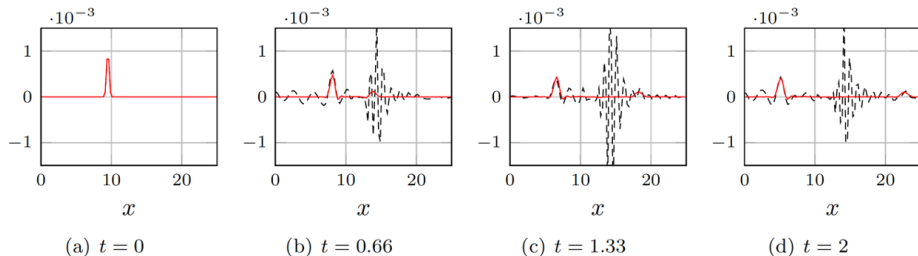 ·10−3 ·10−3 ·10−3 ·10−3
1 1 1 1
0 0 0 0
−1 −1 −1 −1
0 10 20 0 10 20 0 10 20 0 10 20
x x x x
(a) t = 0 (b) t = 0.66 (c) t = 1.33 (d) t = 2